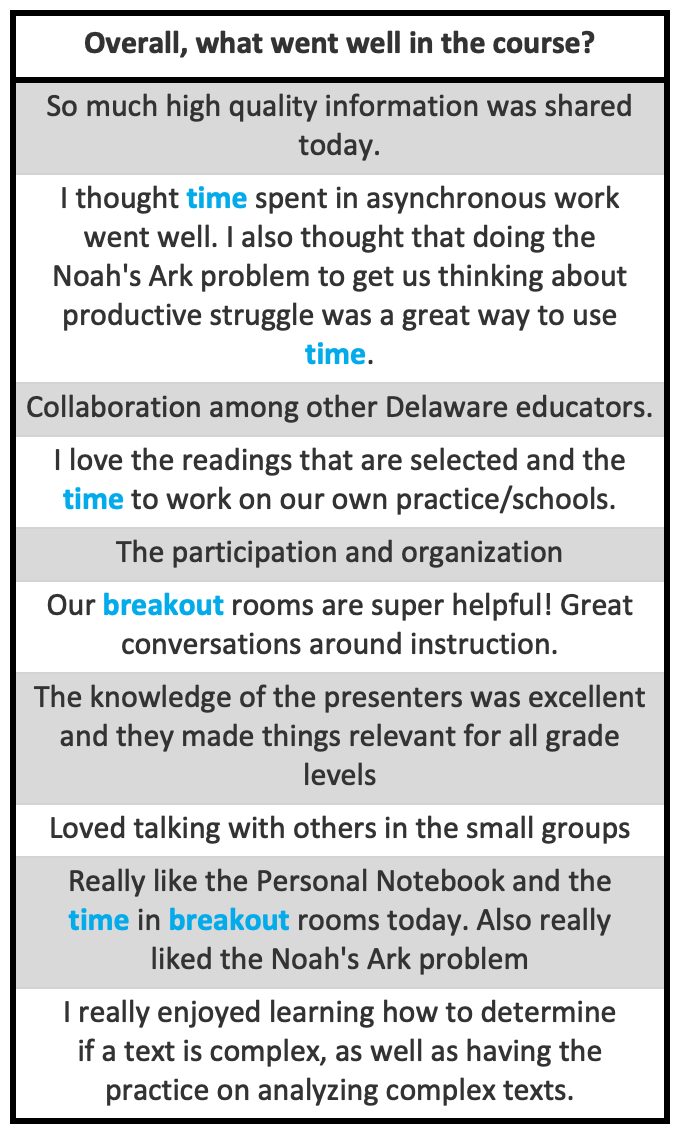 Overall, what went well in the course?
So much high quality information was shared
today.
I thought time spent in asynchronous work
went well. I also thought that doing the
Noah's Ark problem to get us thinking about
productive struggle was a great way to use
time.
Collaboration among other Delaware educators.
I love the readings that are selected and the
time to work on our own practice/schools.
The participation and organization
Our breakout rooms are super helpful! Great
conversations around instruction.
The knowledge of the presenters was excellent
and they made things relevant for all grade
levels
Loved talking with others in the small groups
Really like the Personal Notebook and the
time in breakout rooms today. Also really
liked the Noah's Ark problem
I really enjoyed learning how to determine
if a text is complex, as well as having the
practice on analyzing complex texts.